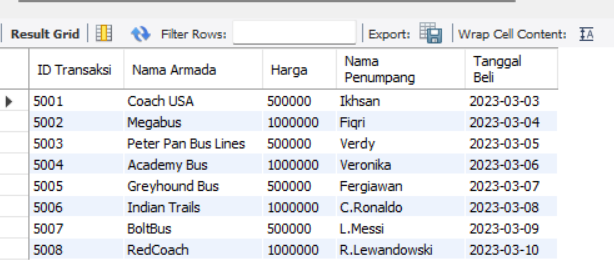 Result Grid Filter Rows: Export: Wrap Cell Content: IA
ID Transaksi Nama Armada Harga Nama Penumpang Tanggal Beli
5001 Coach USA 500000 Ikhsan 2023-03-03
5002 Megabus 1000000 Fiqri 2023-03-04
5003 Peter Pan Bus Lines 500000 Verdy 2023-03-05
5004 Academy Bus 1000000 Veronika 2023-03-06
5005 Greyhound Bus 500000 Fergiawan 2023-03-07
5006 Indian Trails 1000000 C.Ronaldo 2023-03-08
5007 BoltBus 500000 L.Messi 2023-03-09
5008 RedCoach 1000000 R.Lewandowski 2023-03-10